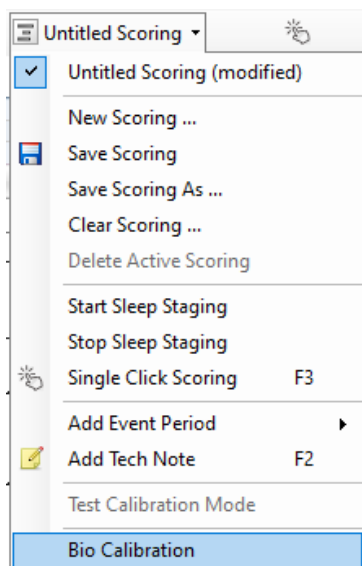 Untitled Scoring
Untitled Scoring (modified)
New Scoring ...
Save Scoring
Save Scoring As ...
Clear Scoring ...
Delete Active Scoring
Start Sleep Staging
Stop Sleep Staging
Single Click Scoring F3
Add Event Period
Add Tech Note F2
Test Calibration Mode
Bio Calibration